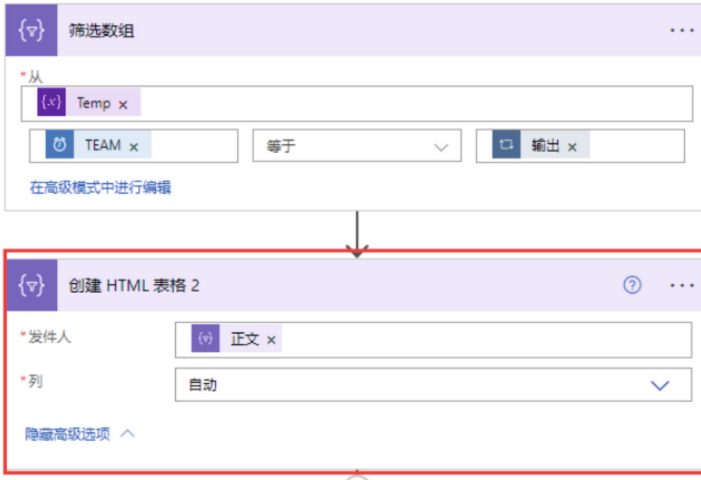 筛选数组
*从
{x} Temp ×
TEAM × 等于 输出 ×
在高级模式中进行编辑
创建 HTML 表格 2
*发件人 正文 ×
*列 自动
隐藏高级选项